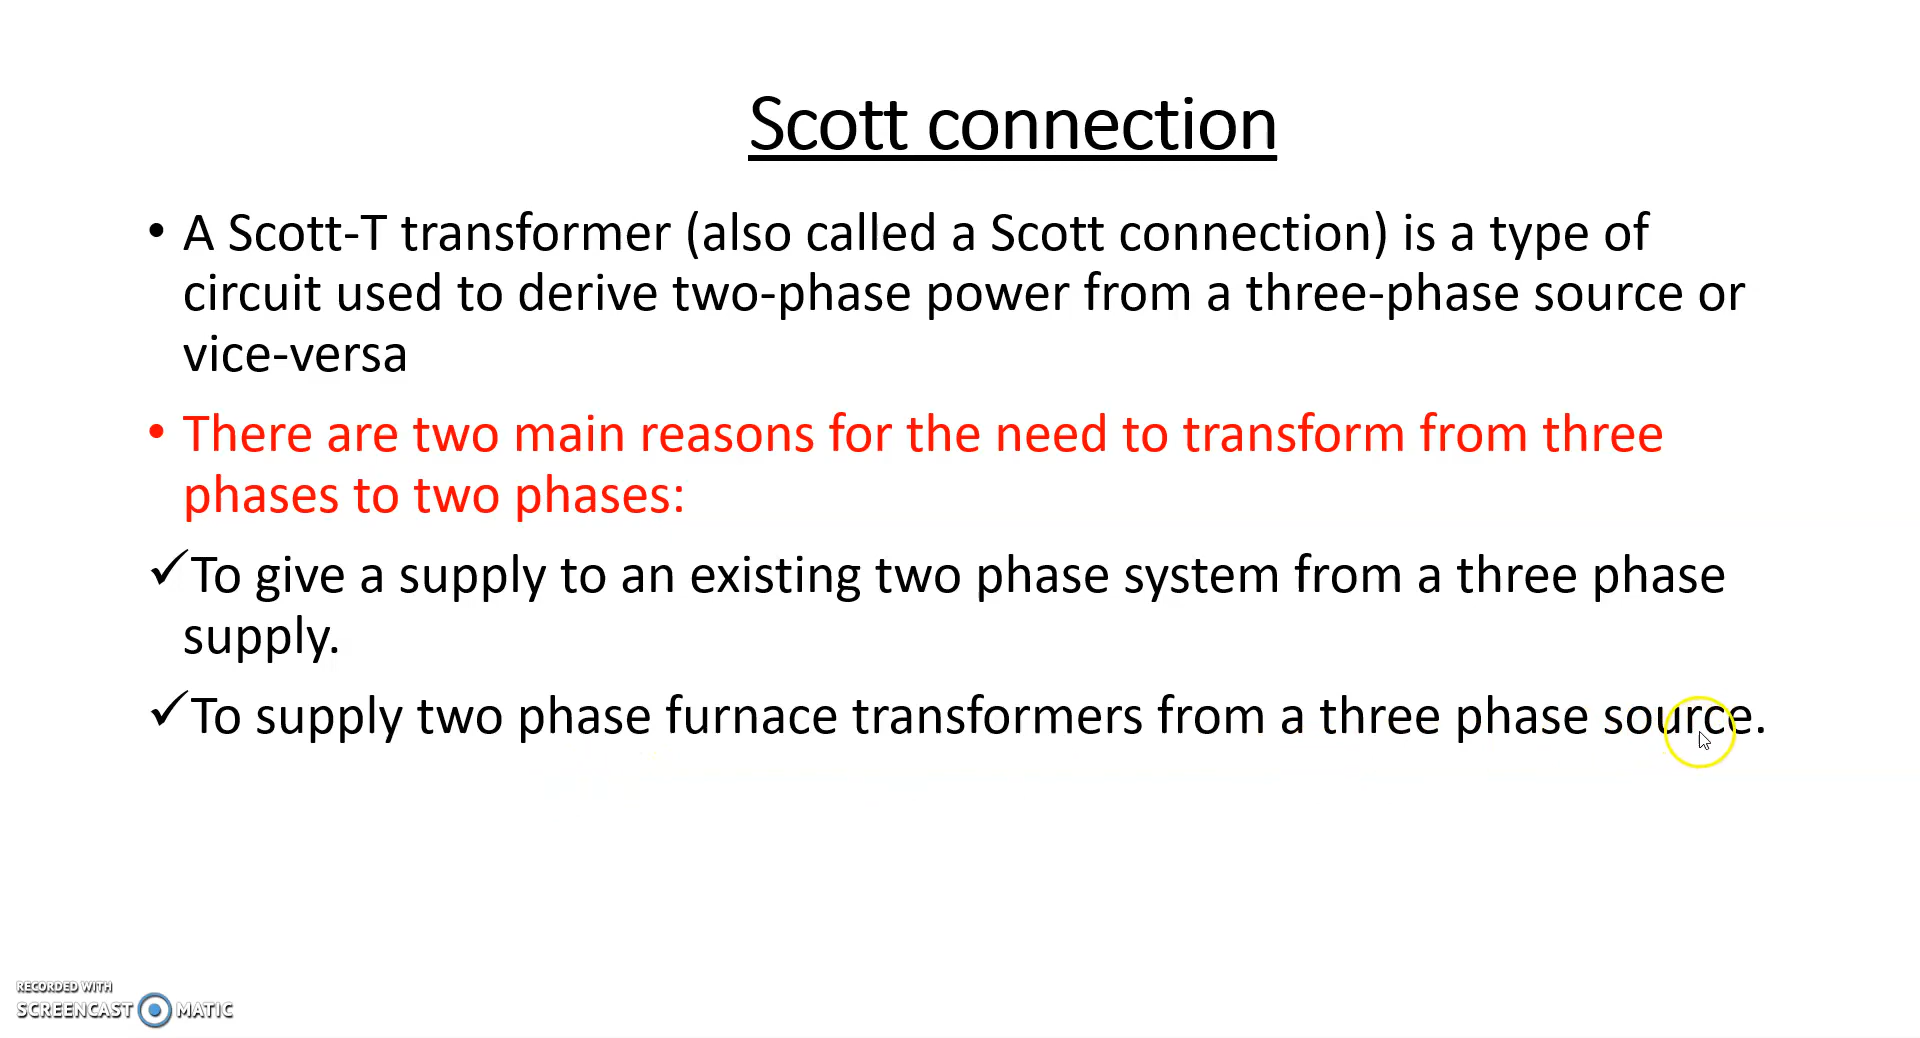 Scott connection
• A Scott-T transformer (also called a Scott connection) is a type of
circuit used to derive two-phase power from a three-phase source or
vice-versa
• There are two main reasons for the need to transform from three
phases to two phases:
✓To give a supply to an existing two phase system from a three phase
supply.
✓To supply two phase furnace transformers from a three phase source.
RECORDED WITH
SCREENCAST MATIC